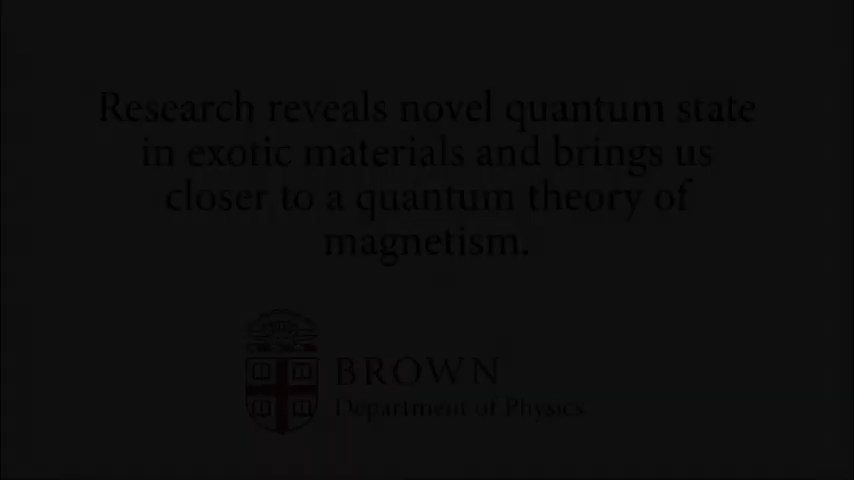 Research reveals novel quantum state
in exotic materials and brings us
closer to a quantum theory of
magnetism.
BROWN
Department of Physics